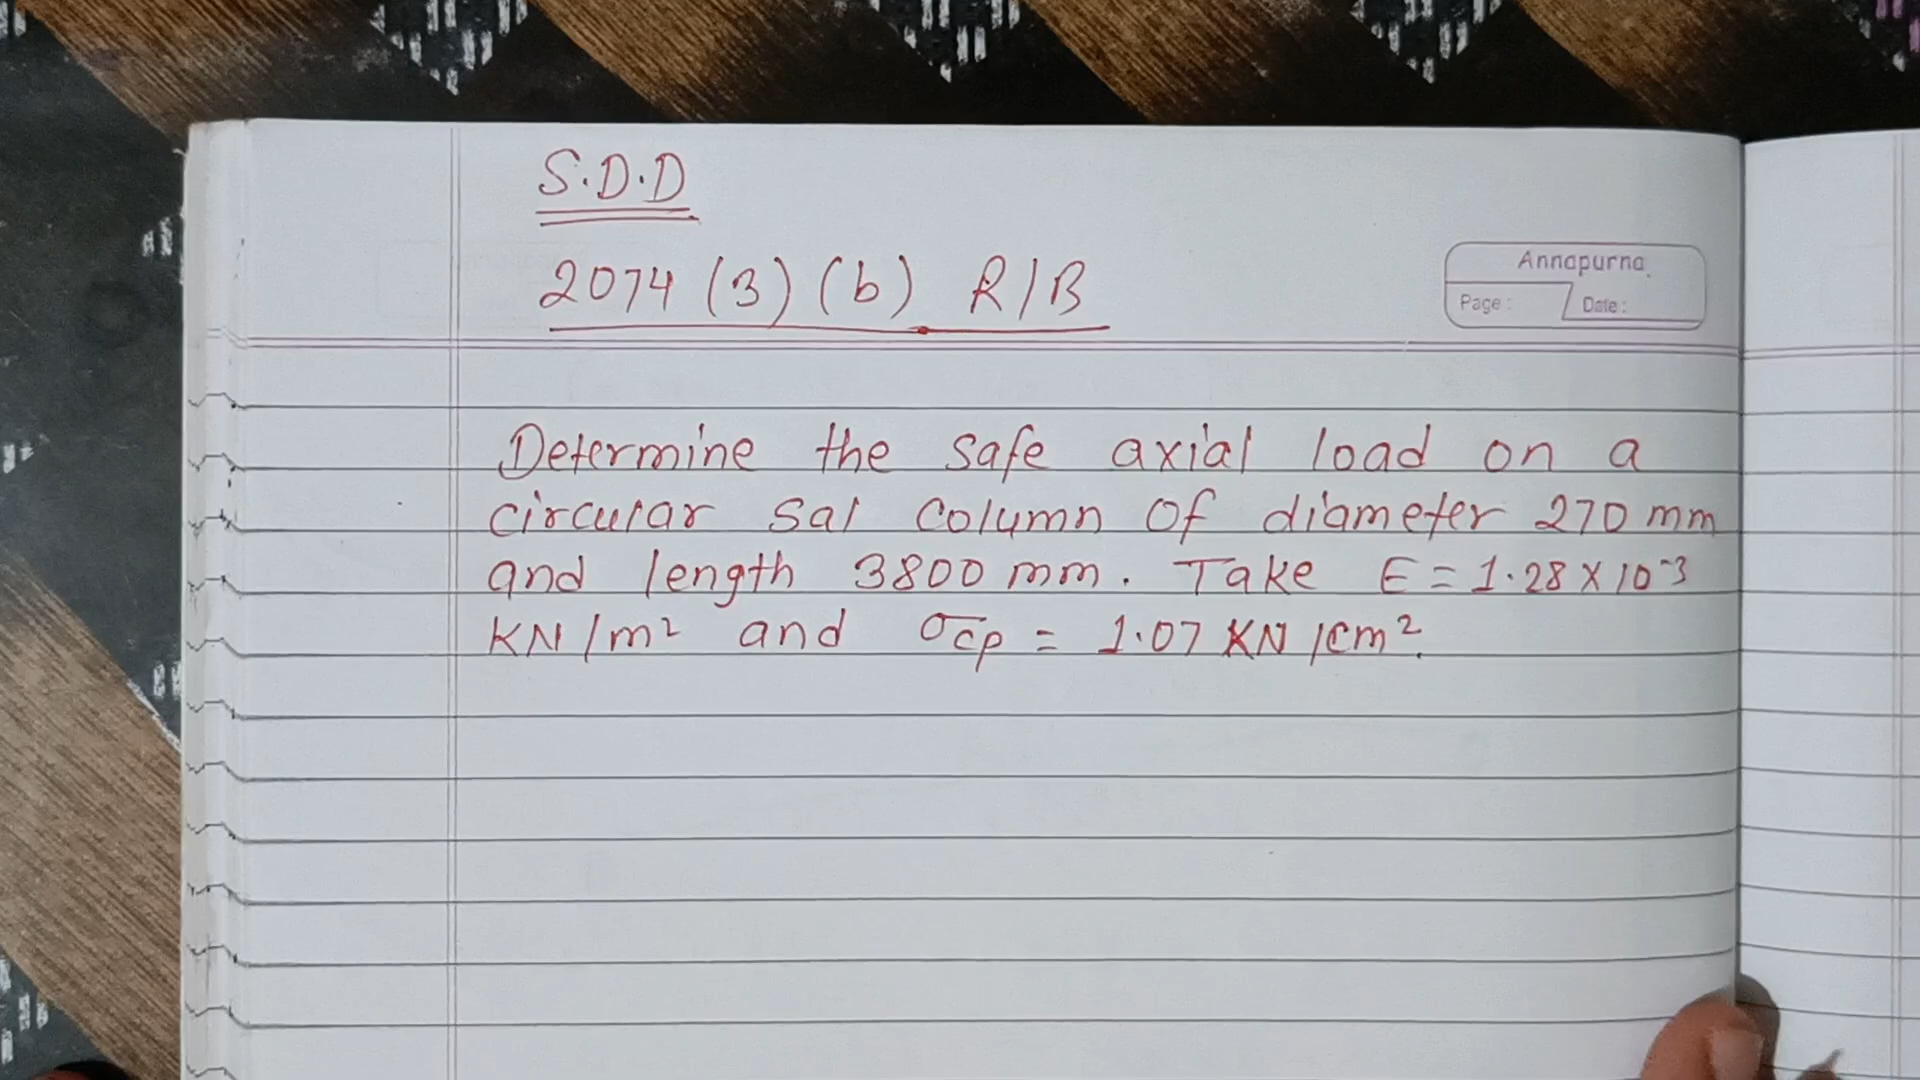 S.D.D
2074 (3) (b) R/B
Annapurna
Page: Date:
Determine the safe axial load on a
circular sal column of diameter 270 mm
and length 3800 mm. Take E = 1.28 X 10⁻³
KN/m² and σcp = 1.07 KN/cm².